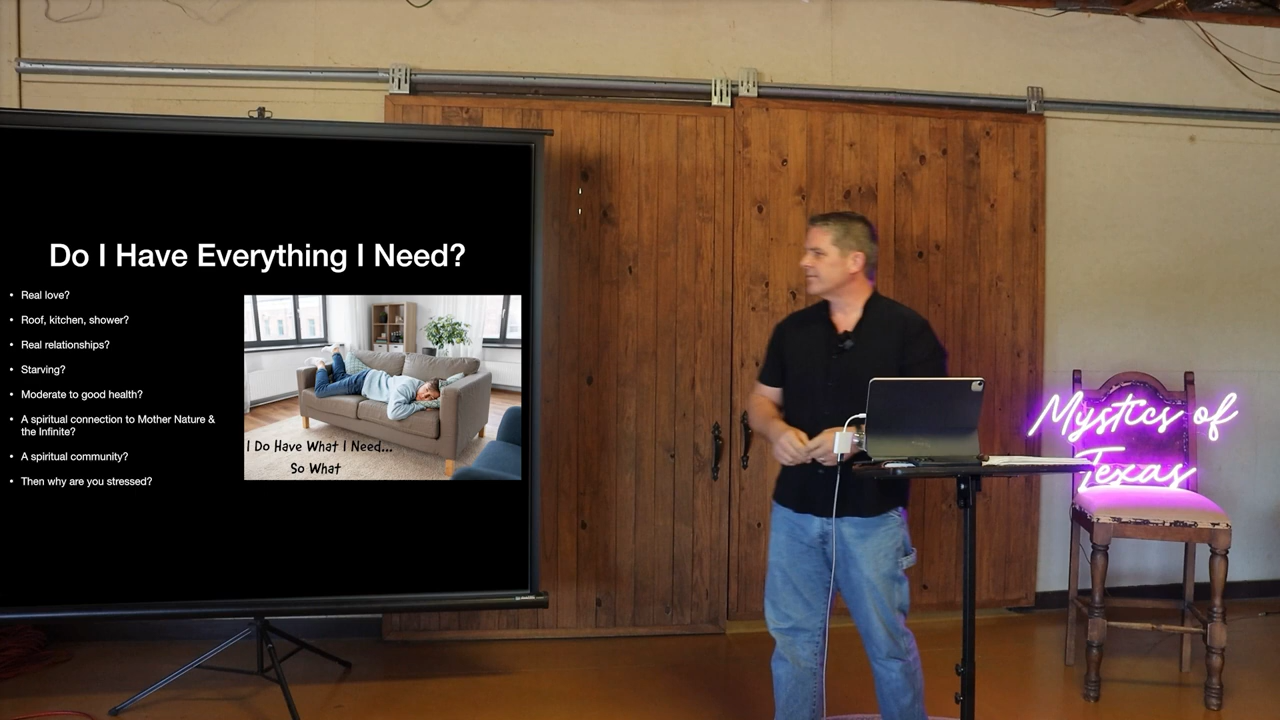 Do I Have Everything I Need?
• Real love?
• Roof, kitchen, shower?
• Real relationships?
• Starving?
• Moderate to good health?
• A spiritual connection to Mother Nature &
the Infinite?
• A spiritual community?
• Then why are you stressed?
I Do Have What I Need...
So What
Mystics of
Texas